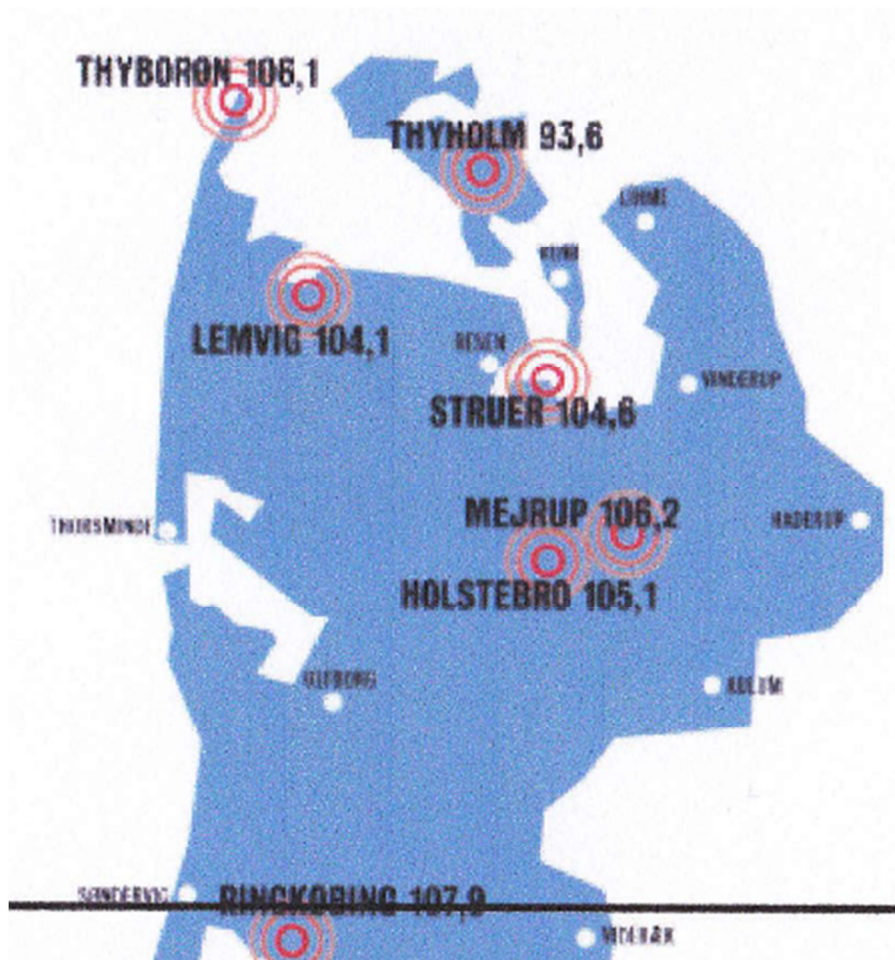 THYBORØN 106,1
THYHOLM 93,6
LEMVIG 104,1
RESEN
STRUER 104,6
VINDERUP
MEJRUP 106,2
THORSMINDE
HADERUP
HOLSTEBRO 105,1
ULFBORG
SØNDERVIG
RINGKØBING 107,9
VIDEBÆK